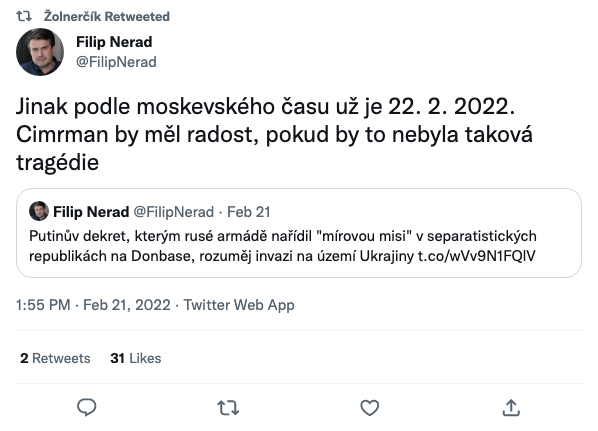 Žolnerčík Retweeted
Filip Nerad
@FilipNerad
Jinak podle moskevského času už je 22. 2. 2022.
Cimrman by měl radost, pokud by to nebyla taková
tragédie
Filip Nerad @FilipNerad · Feb 21
Putinův dekret, kterým rusé armádě nařídil "mírovou misi" v separatistických
republikách na Donbase, rozuměj invazi na území Ukrajiny t.co/wVv9N1FQlV
1:55 PM · Feb 21, 2022 · Twitter Web App
2 Retweets 31 Likes